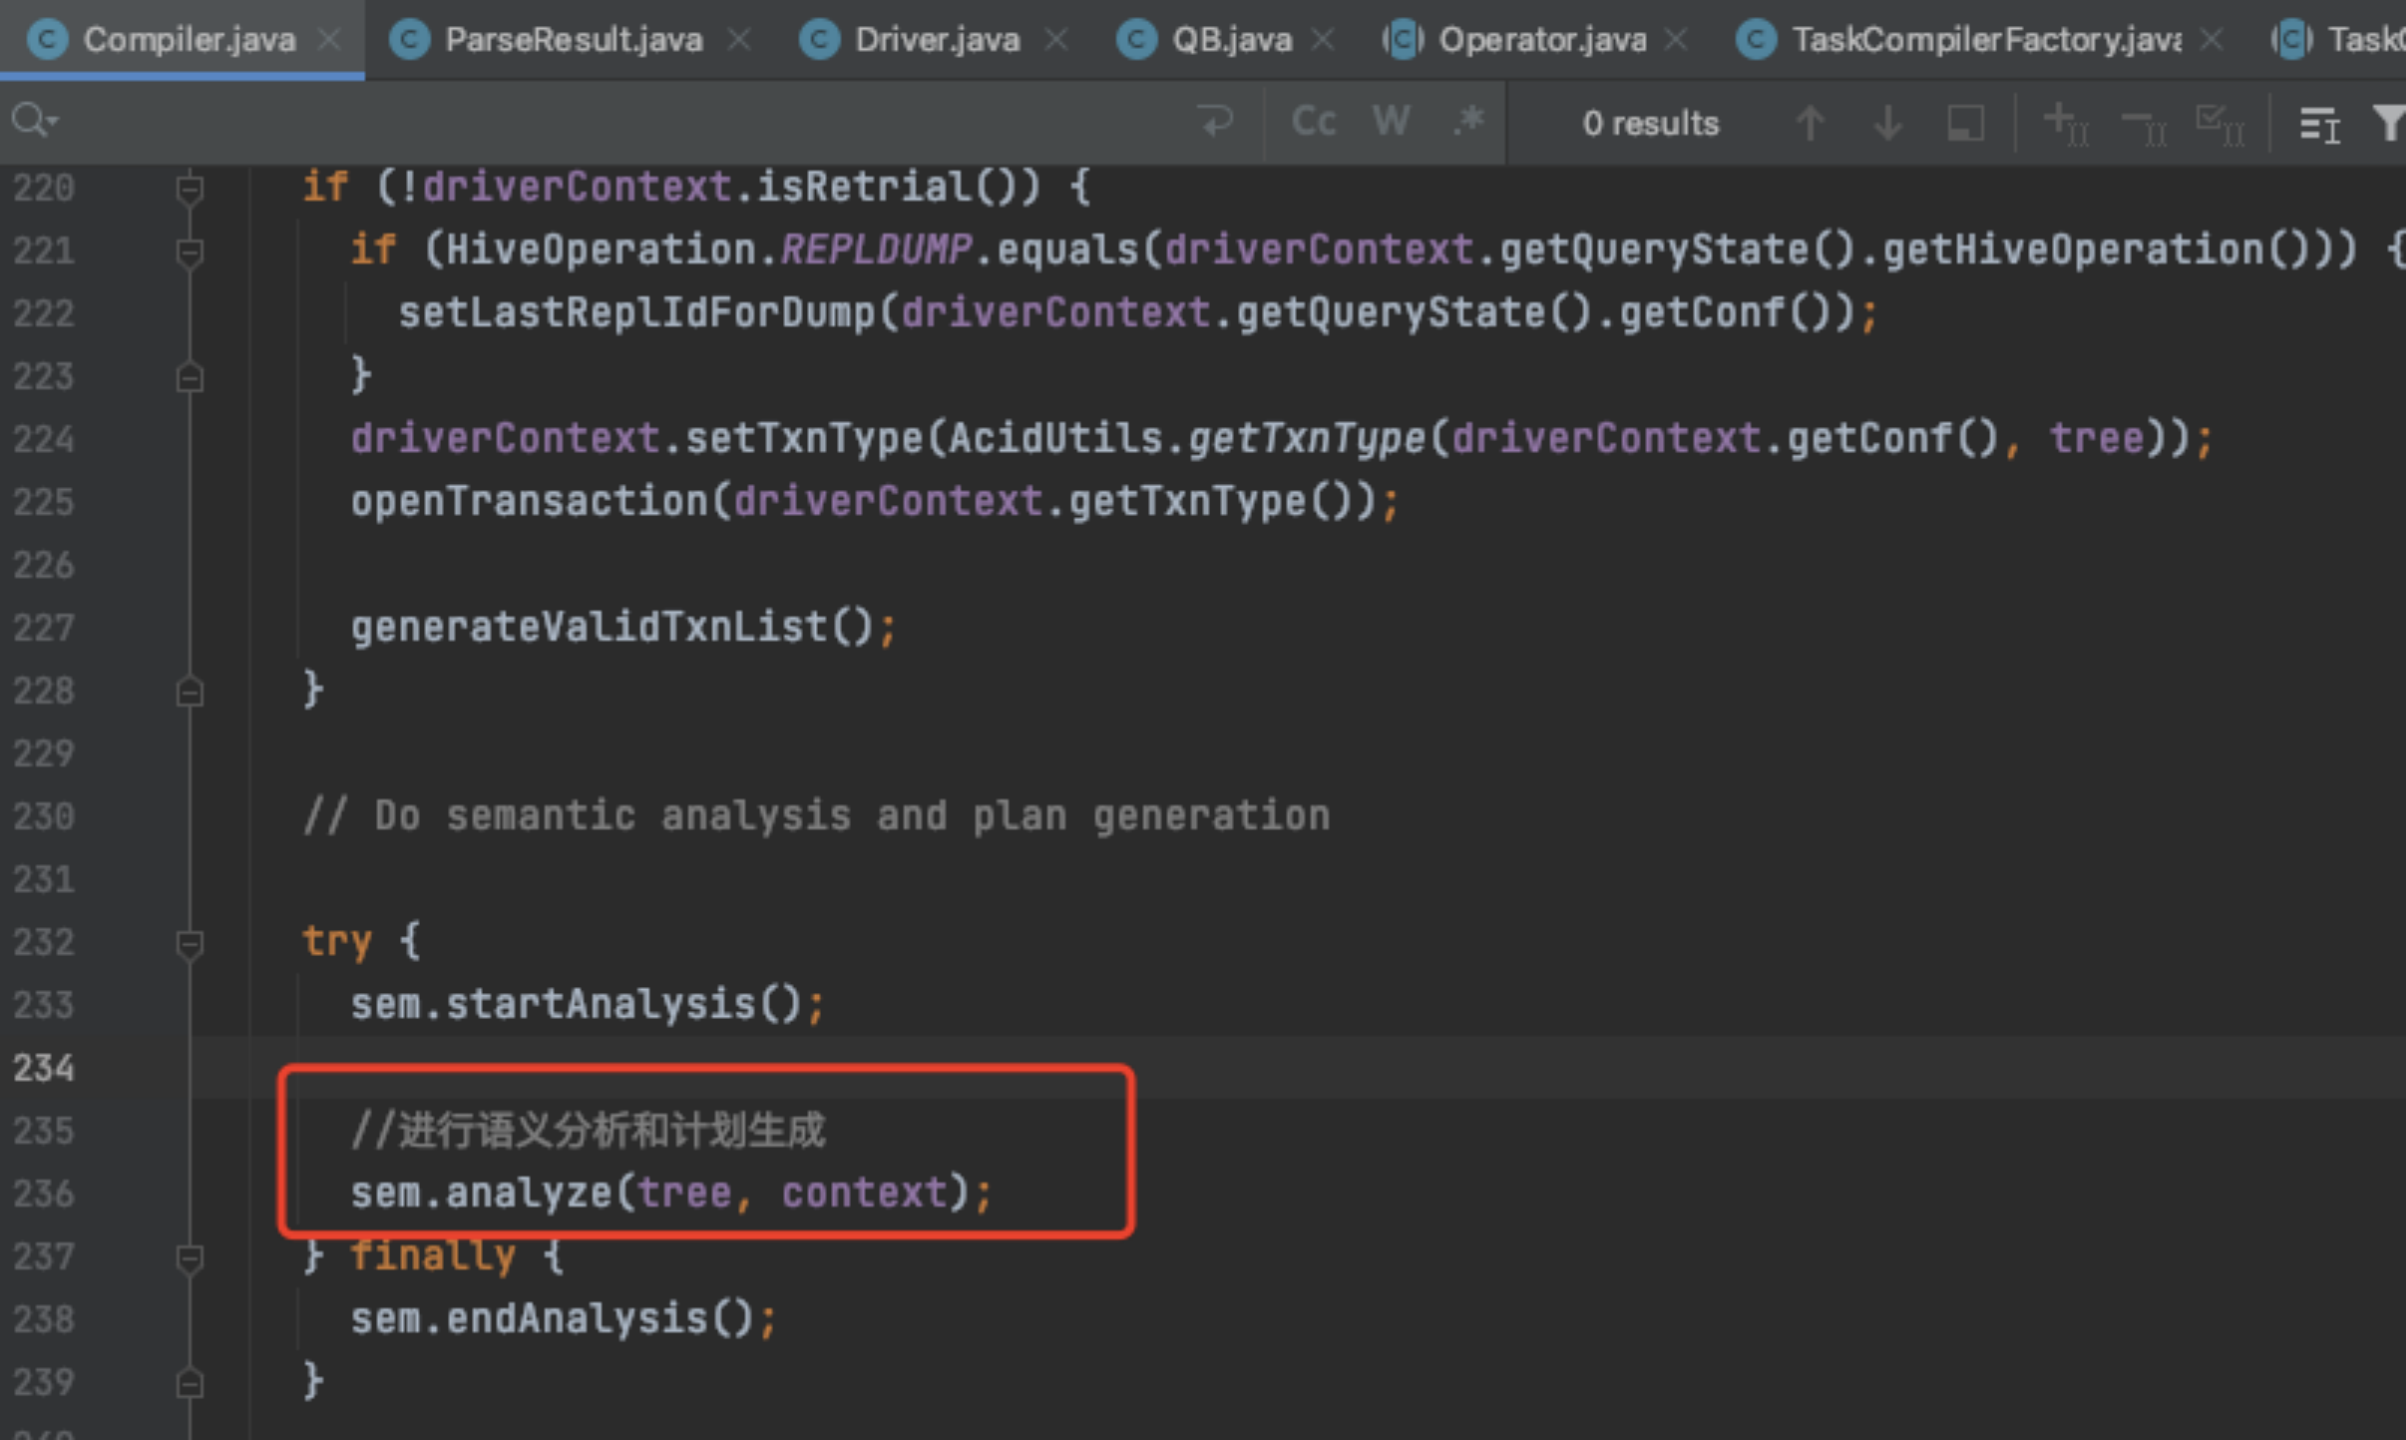 Compiler.java ParseResult.java Driver.java QB.java Operator.java TaskCompilerFactory.java
Cc W .* 0 results
220 if (!driverContext.isRetrial()) {
221 if (HiveOperation.REPLDUMP.equals(driverContext.getQueryState().getHiveOperation())) {
222 setLastReplIdForDump(driverContext.getQueryState().getConf());
223 }
224 driverContext.setTxnType(AcidUtils.getTxnType(driverContext.getConf(), tree));
225 openTransaction(driverContext.getTxnType());
226
227 generateValidTxnList();
228 }
229
230 // Do semantic analysis and plan generation
231
232 try {
233 sem.startAnalysis();
234
235 //进行语义分析和计划生成
236 sem.analyze(tree, context);
237 } finally {
238 sem.endAnalysis();
239 }